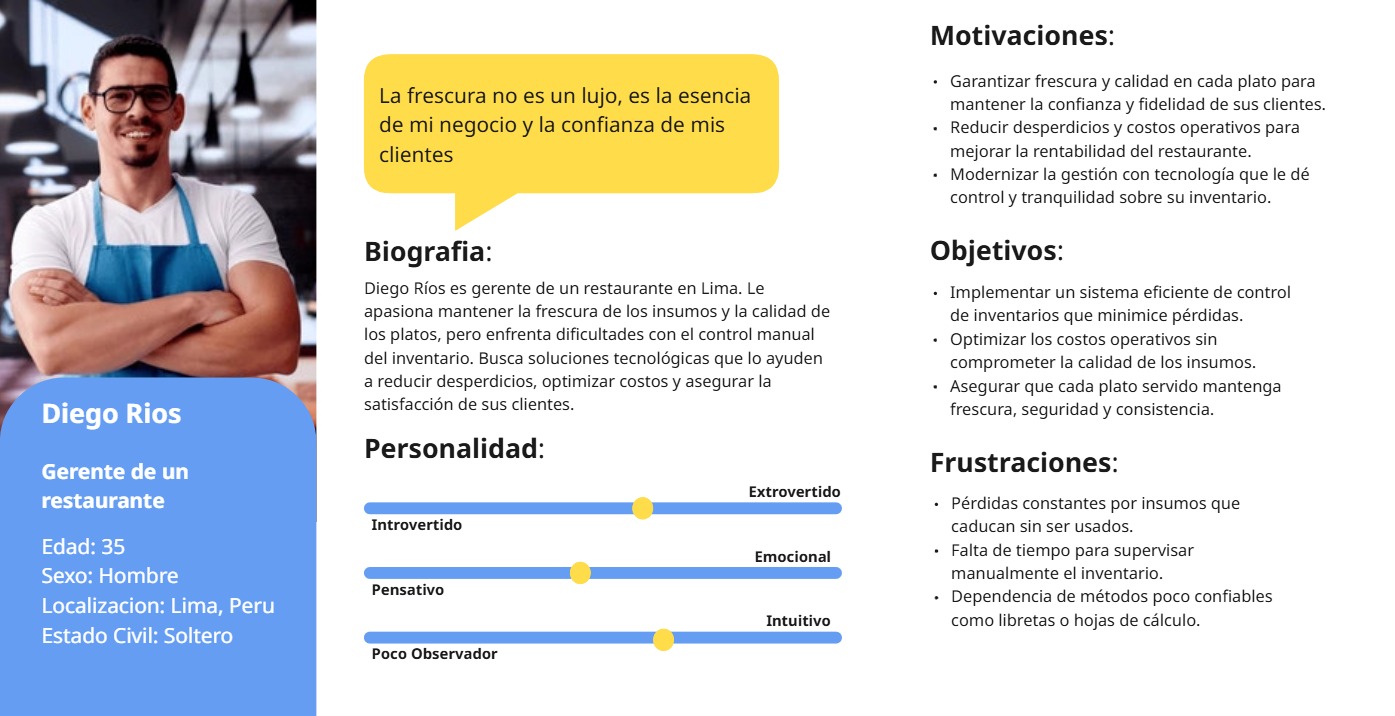 Diego Rios
Gerente de un
restaurante
Edad: 35
Sexo: Hombre
Localizacion: Lima, Peru
Estado Civil: Soltero
La frescura no es un lujo, es la esencia
de mi negocio y la confianza de mis
clientes
Biografia:
Diego Ríos es gerente de un restaurante en Lima. Le
apasiona mantener la frescura de los insumos y la calidad de
los platos, pero enfrenta dificultades con el control manual
del inventario. Busca soluciones tecnológicas que lo ayuden
a reducir desperdicios, optimizar costos y asegurar la
satisfacción de sus clientes.
Personalidad:
Extrovertido
Introvertido
Emocional
Pensativo
Intuitivo
Poco Observador
Motivaciones:
• Garantizar frescura y calidad en cada plato para
mantener la confianza y fidelidad de sus clientes.
• Reducir desperdicios y costos operativos para
mejorar la rentabilidad del restaurante.
• Modernizar la gestión con tecnología que le dé
control y tranquilidad sobre su inventario.
Objetivos:
• Implementar un sistema eficiente de control
de inventarios que minimice pérdidas.
• Optimizar los costos operativos sin
comprometer la calidad de los insumos.
• Asegurar que cada plato servido mantenga
frescura, seguridad y consistencia.
Frustraciones:
• Pérdidas constantes por insumos que
caducan sin ser usados.
• Falta de tiempo para supervisar
manualmente el inventario.
• Dependencia de métodos poco confiables
como libretas o hojas de cálculo.